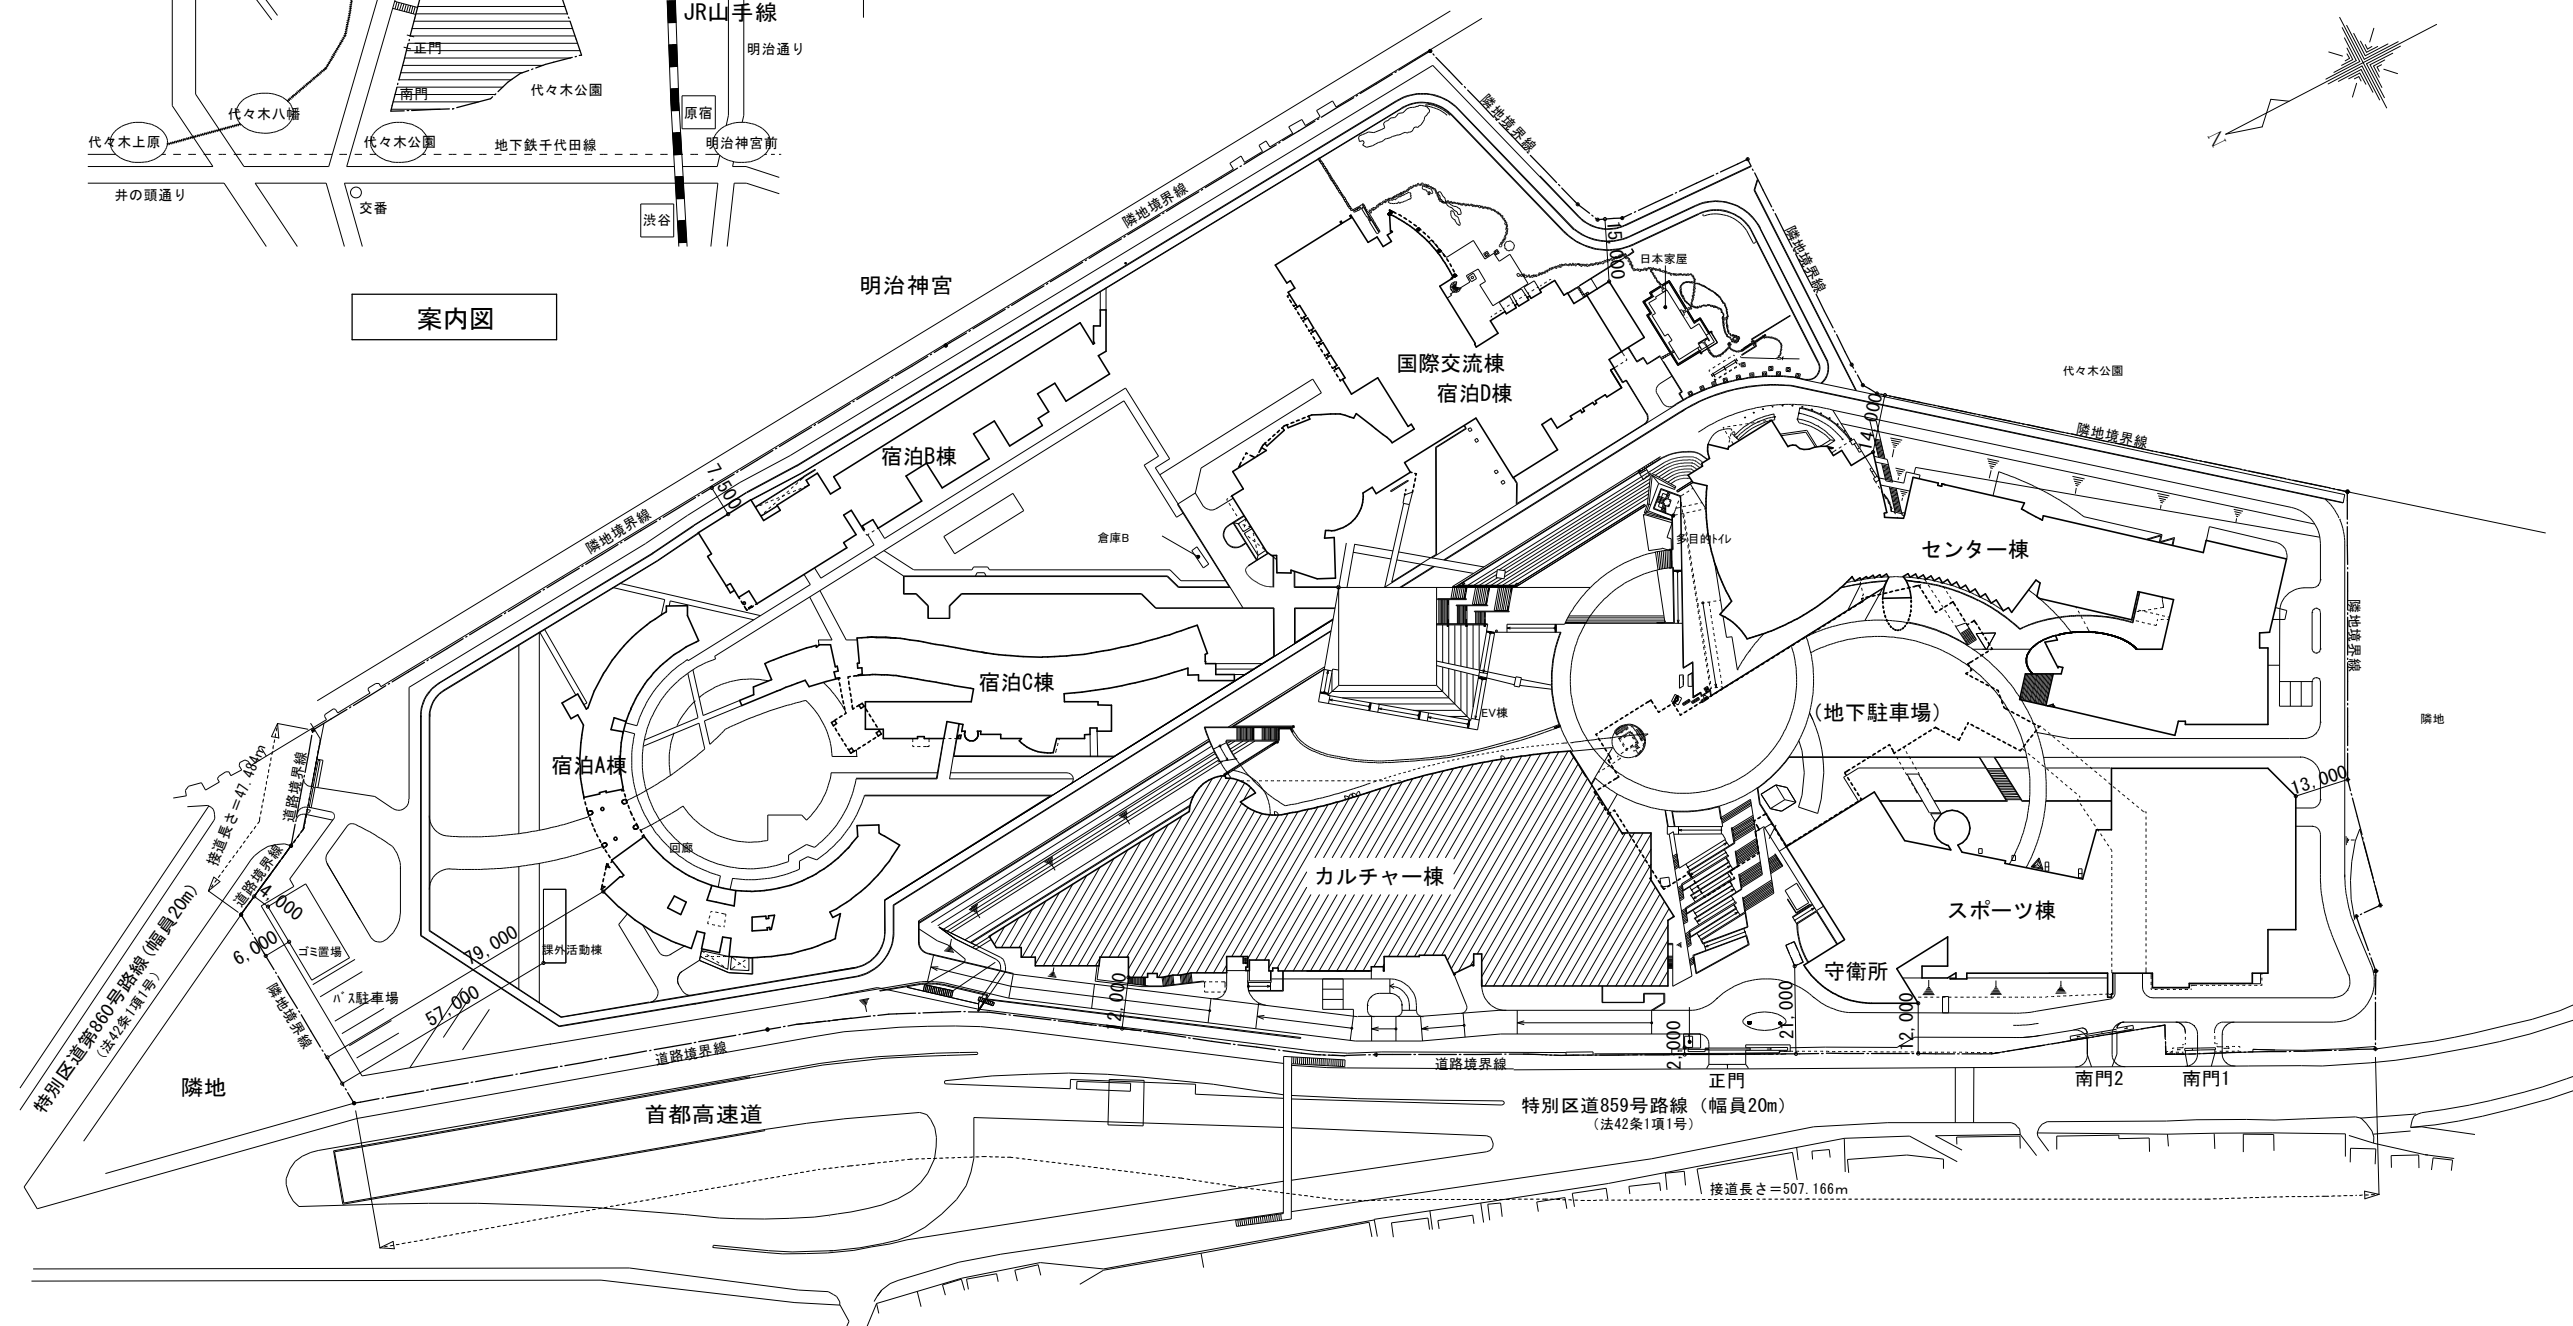 JR山手線
正門
明治通り
南門
代々木公園
代々木八幡
原宿
代々木上原
代々木公園
地下鉄千代田線
明治神宮前
井の頭通り
交番
渋谷
案内図
N
隣地境界線
隣地境界線
明治神宮
15,000
日本家屋
隣地境界線
国際交流棟
宿泊D棟
代々木公園
14,000
隣地境界線
宿泊B棟
7,500
隣地境界線
倉庫B
多目的トイレ
センター棟
隣地境界線
宿泊C棟
EV棟
(地下駐車場)
隣地
宿泊A棟
接道長さ=47.484m
道路境界線
13,000
回廊
カルチャー棟
道路境界線
4,000
スポーツ棟
特別区道第860号路線(幅員20m)
(法42条1項1号)
6,000
ゴミ置場
79,000
課外活動棟
守衛所
バス駐車場
57,000
隣地境界線
2,000
21,000
12,000
2,000
道路境界線
道路境界線
正門
南門2
南門1
隣地
首都高速道
特別区道859号路線(幅員20m)
(法42条1項1号)
接道長さ=507.166m